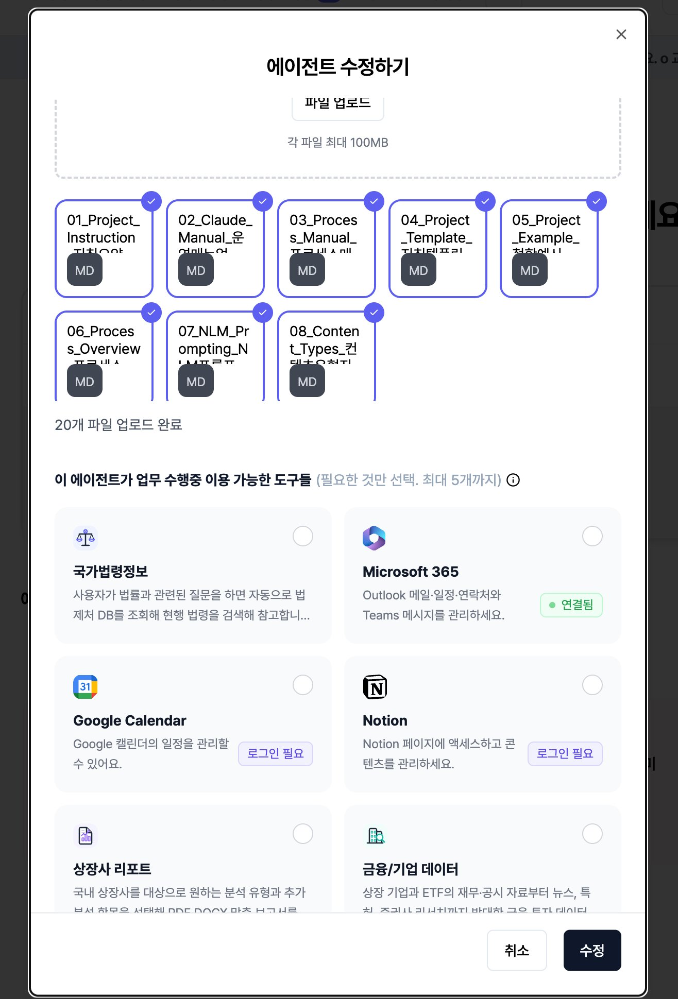 에이전트 수정하기
파일 업로드
각 파일 최대 100MB
01_Project_
Instruction
MD
02_Claude_
Manual_운
MD
03_Proces
s_Manual_
MD
04_Project
_Template_
MD
05_Project
_Example_
MD
06_Proces
s_Overview
MD
07_NLM_Pr
ompting_N
MD
08_Conten
t_Types_컨
MD
20개 파일 업로드 완료
이 에이전트가 업무 수행중 이용 가능한 도구들 (필요한 것만 선택. 최대 5개까지)
국가법령정보
사용자가 법률과 관련된 질문을 하면 자동으로 법
제처 DB를 조회해 현행 법령을 검색해 참고합니...
Microsoft 365
Outlook 메일·일정·연락처와
Teams 메시지를 관리하세요.
연결됨
31
Google Calendar
Google 캘린더의 일정을 관리할
수 있어요.
로그인 필요
Notion
Notion 페이지에 액세스하고 콘
텐츠를 관리하세요.
로그인 필요
상장사 리포트
국내 상장사를 대상으로 원하는 분석 유형과 추가
금융/기업 데이터
상장 기업과 ETF의 재무·공시 자료부터 뉴스, 특
취소
수정